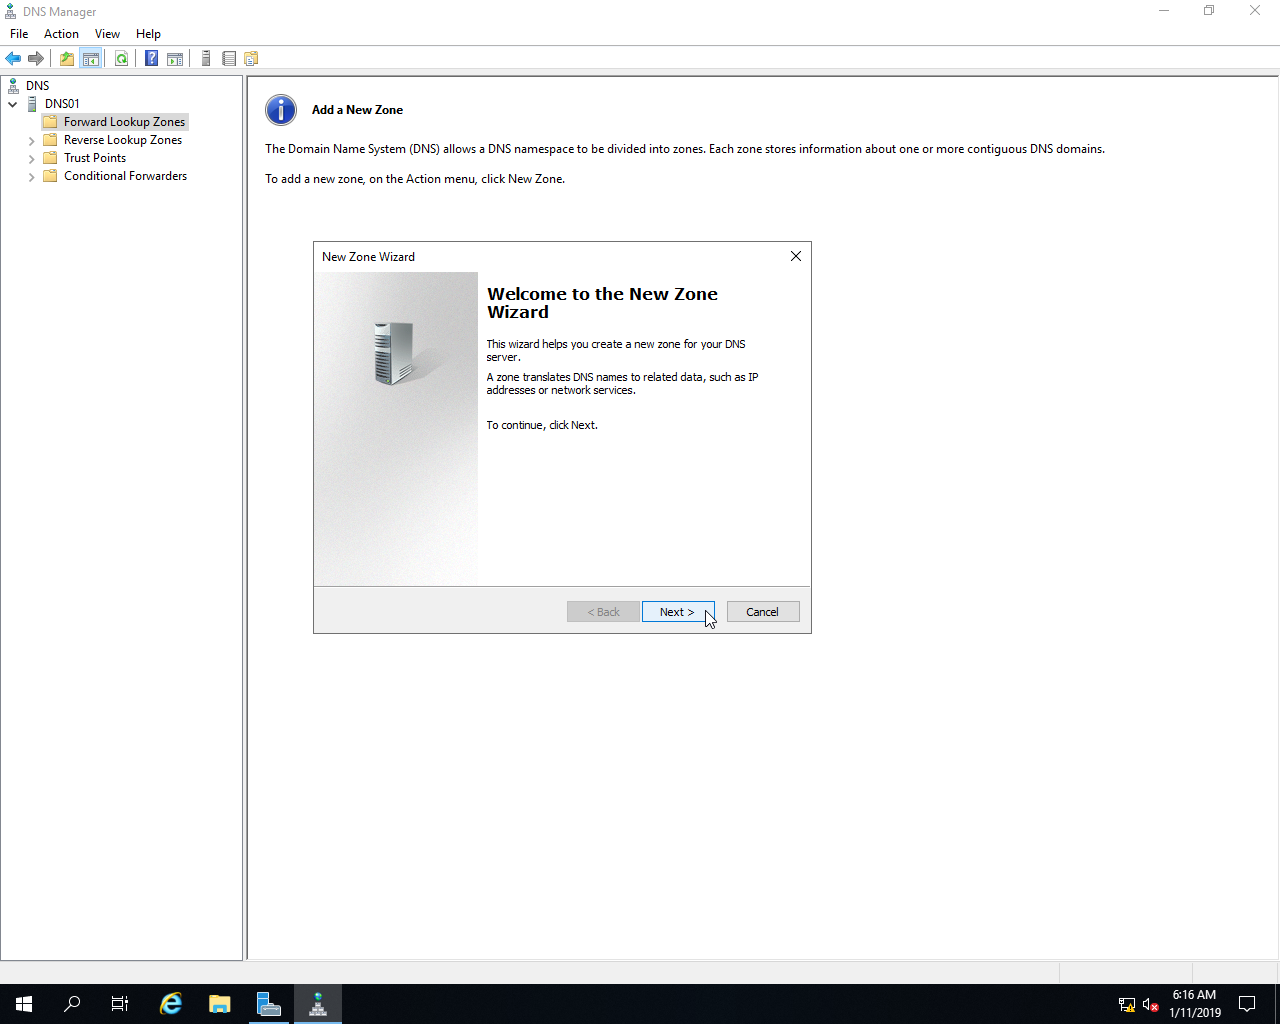 DNS Manager
File Action View Help
DNS
DNS01
Forward Lookup Zones
Reverse Lookup Zones
Trust Points
Conditional Forwarders
Add a New Zone
The Domain Name System (DNS) allows a DNS namespace to be divided into zones. Each zone stores information about one or more contiguous DNS domains.
To add a new zone, on the Action menu, click New Zone.
New Zone Wizard
Welcome to the New Zone
Wizard
This wizard helps you create a new zone for your DNS
server.
A zone translates DNS names to related data, such as IP
addresses or network services.
To continue, click Next.
< Back Next > Cancel
6:16 AM
1/11/2019